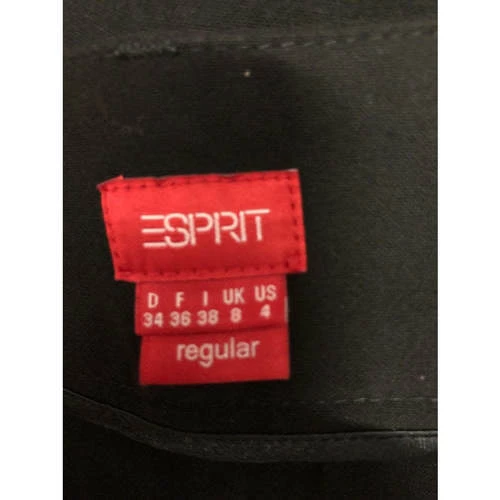 ESPRIT
D F I UK US
34 36 38 8 4
regular